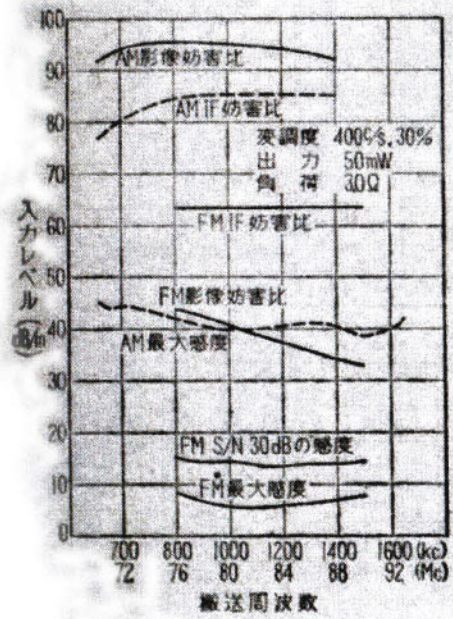 100
90
80
70
60
50
40
30
20
10
0
入力レベル(dB/m)
AM影像妨害比
AM IF妨害比
変調度 400c/s, 30%
出力 50mW
負荷 30Ω
FM IF妨害比
FM影像妨害比
AM最大感度
FM S/N 30dBの感度
FM最大感度
700 800 1000 1200 1400 1600 (kc)
72 76 80 84 88 92 (Mc)
搬送周波数